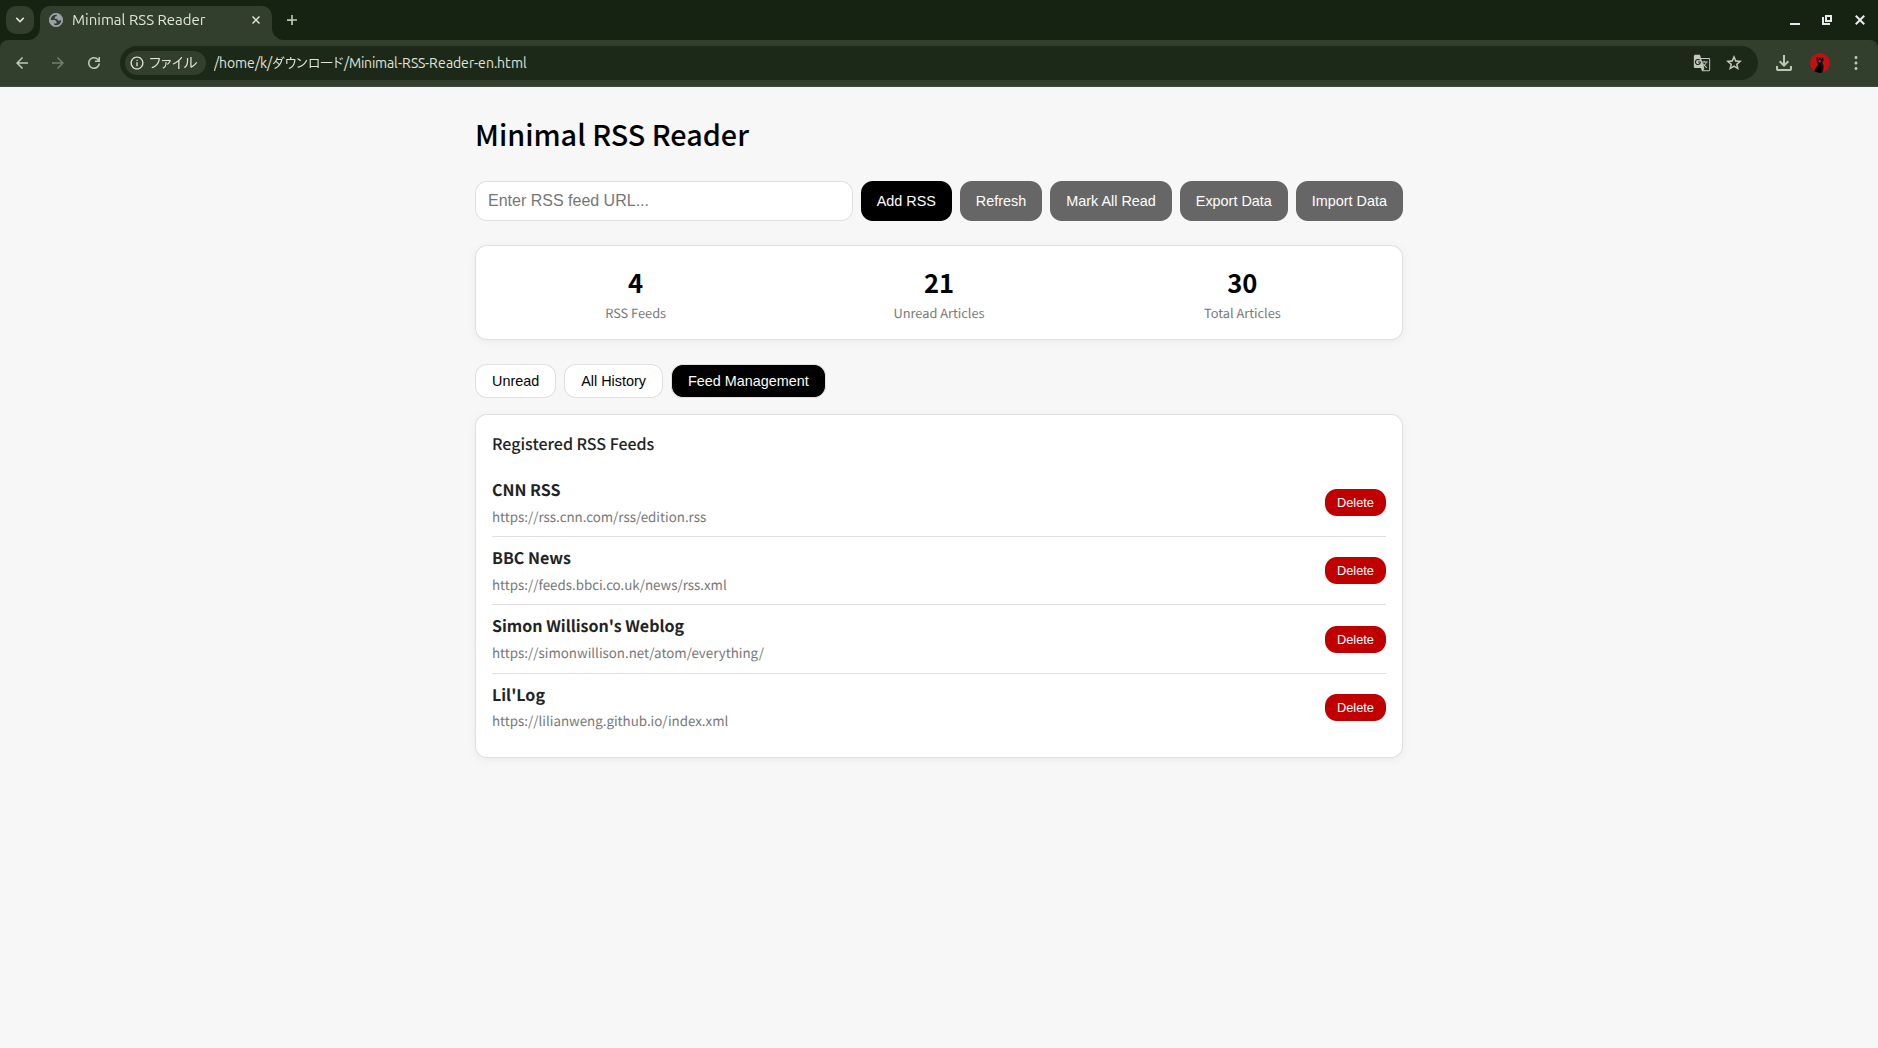 Minimal RSS Reader
ファイル /home/k/ダウンロード/Minimal-RSS-Reader-en.html
Minimal RSS Reader
Enter RSS feed URL... Add RSS Refresh Mark All Read Export Data Import Data
4 21 30
RSS Feeds Unread Articles Total Articles
Unread All History Feed Management
Registered RSS Feeds
CNN RSS
https://rss.cnn.com/rss/edition.rss
Delete
BBC News
https://feeds.bbci.co.uk/news/rss.xml
Delete
Simon Willison's Weblog
https://simonwillison.net/atom/everything/
Delete
Lil'Log
https://lilianweng.github.io/index.xml
Delete